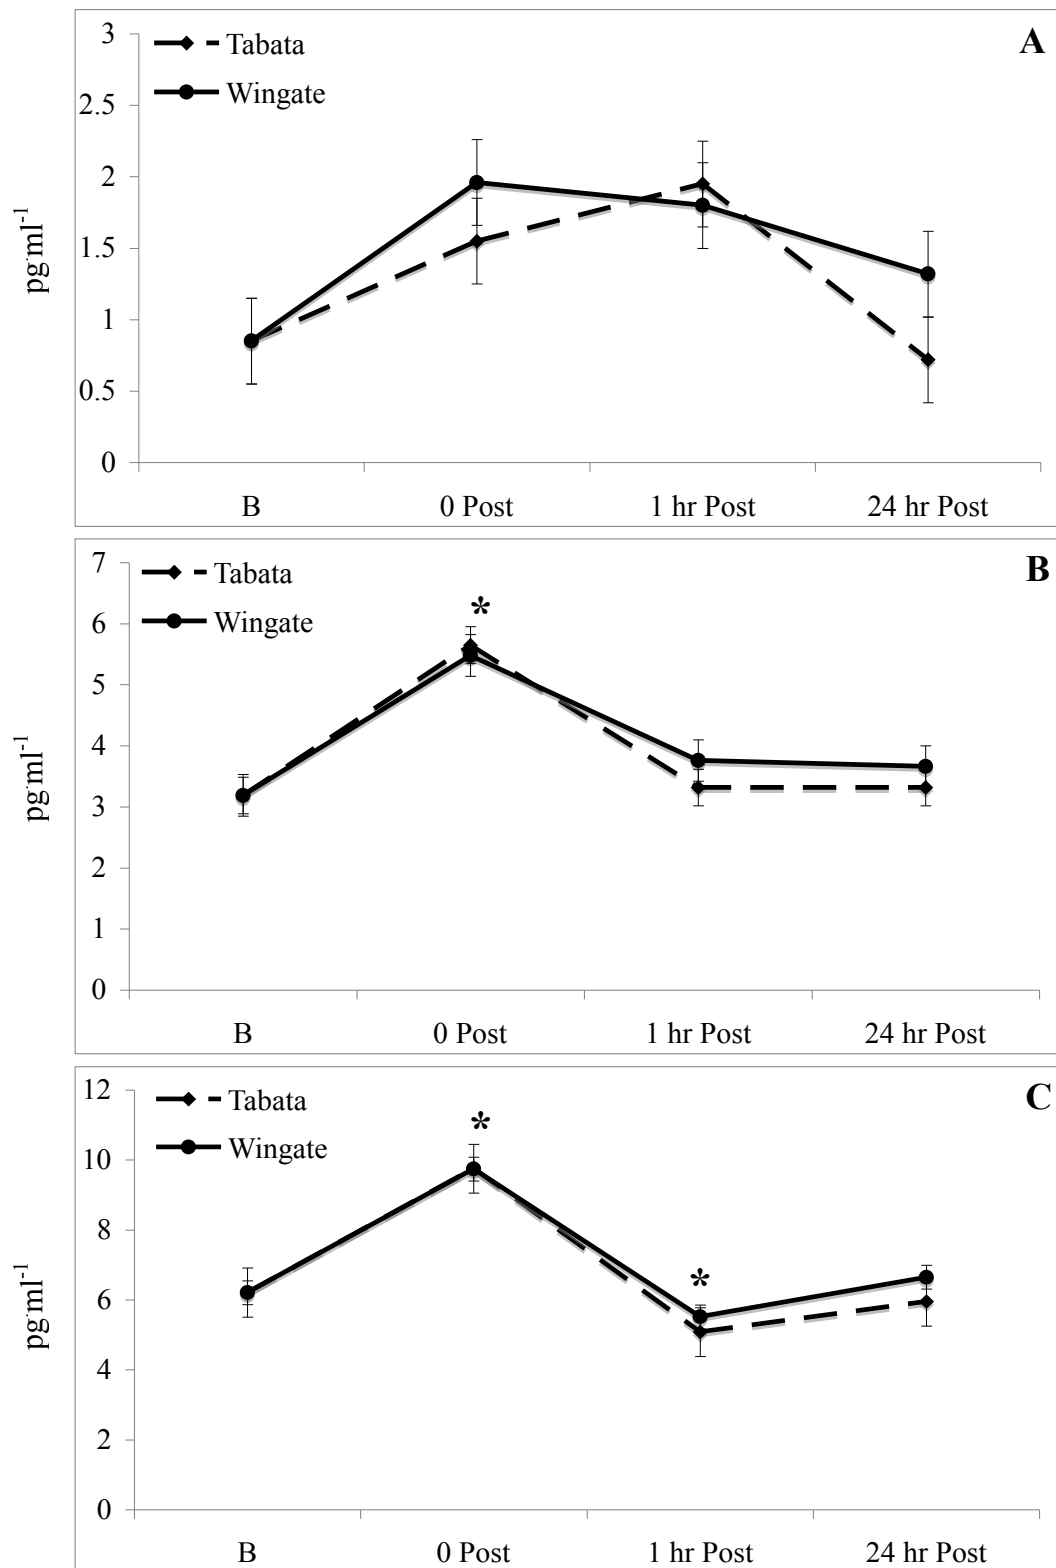 A
3
Tabata
Wingate
2.5
2
1.5
1
0.5
0
pg·ml-1
B
0 Post
1 hr Post
24 hr Post
B
7
Tabata
Wingate
6
*
5
4
3
2
1
0
pg·ml-1
B
0 Post
1 hr Post
24 hr Post
C
12
Tabata
Wingate
10
*
8
6
*
4
2
0
pg·ml-1
B
0 Post
1 hr Post
24 hr Post